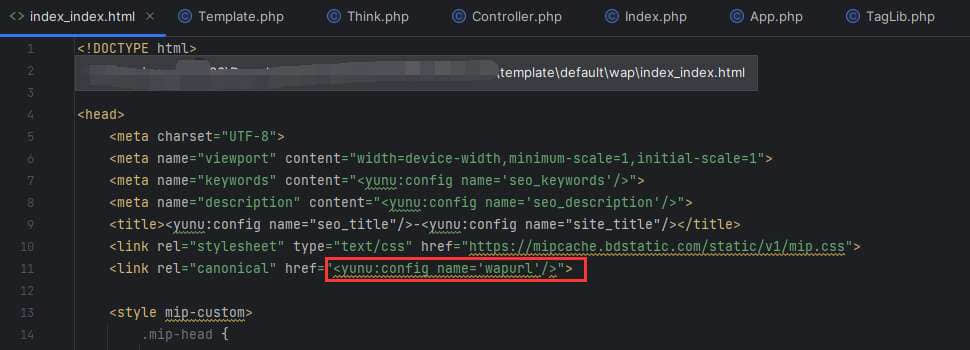 <> index_index.html × Template.php Think.php Controller.php Index.php App.php TagLib.php
1 <!DOCTYPE html>
2 \template\default\wap\index_index.html
3
4 <head>
5 <meta charset="UTF-8">
6 <meta name="viewport" content="width=device-width,minimum-scale=1,initial-scale=1">
7 <meta name="keywords" content="<yunu:config name='seo_keywords'/>">
8 <meta name="description" content="<yunu:config name='seo_description'/>">
9 <title><yunu:config name="seo_title"/>-<yunu:config name="site_title"/></title>
10 <link rel="stylesheet" type="text/css" href="https://mipcache.bdstatic.com/static/v1/mip.css">
11 <link rel="canonical" href="<yunu:config name='wapurl'/>">
12
13 <style mip-custom>
14 .mip-head {